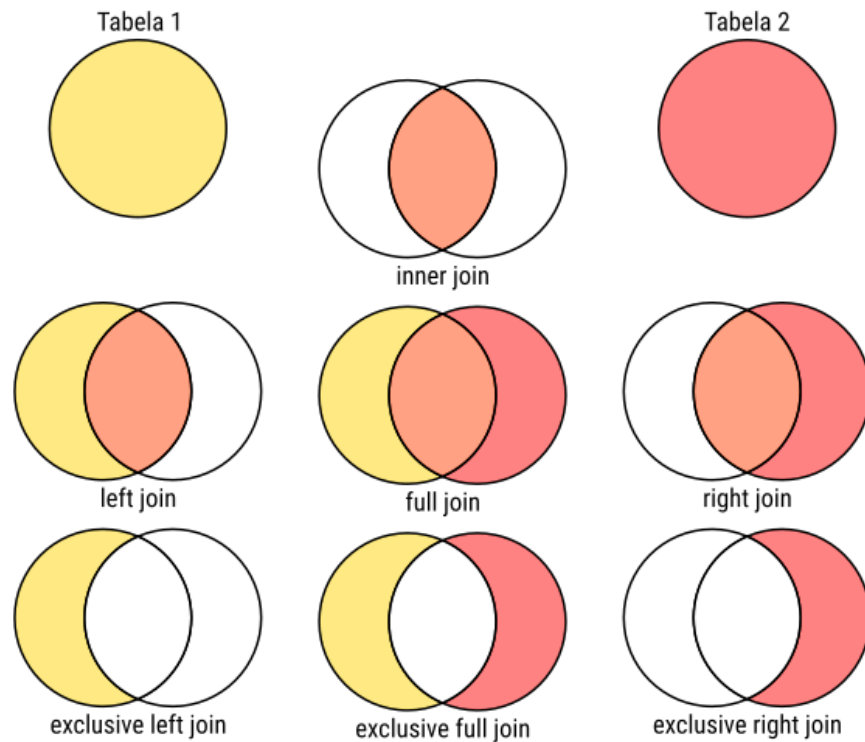 Tabela 1
Tabela 2
inner join
left join
full join
right join
exclusive left join
exclusive full join
exclusive right join